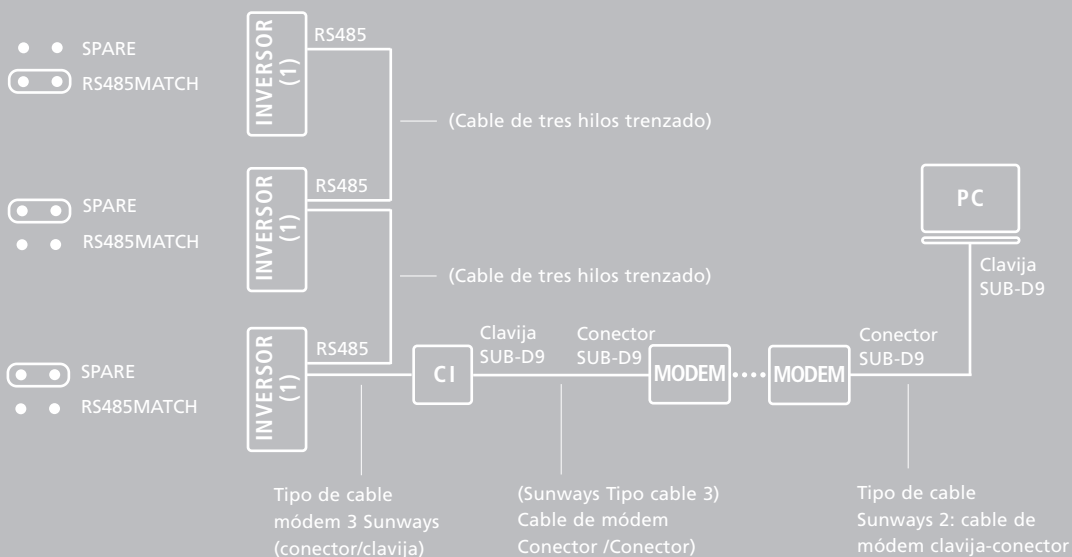 SPARE
RS485MATCH
INVERSOR
(1)
RS485
(Cable de tres hilos trenzado)
SPARE
RS485MATCH
INVERSOR
(1)
RS485
(Cable de tres hilos trenzado)
PC
Clavija
SUB-D9
SPARE
RS485MATCH
INVERSOR
(1)
RS485
CI
Clavija
SUB-D9
Conector
SUB-D9
MODEM
MODEM
Conector
SUB-D9
Tipo de cable
módem 3 Sunways
(conector/clavija)
(Sunways Tipo cable 3)
Cable de módem
Conector /Conector)
Tipo de cable
Sunways 2: cable de
módem clavija-conector